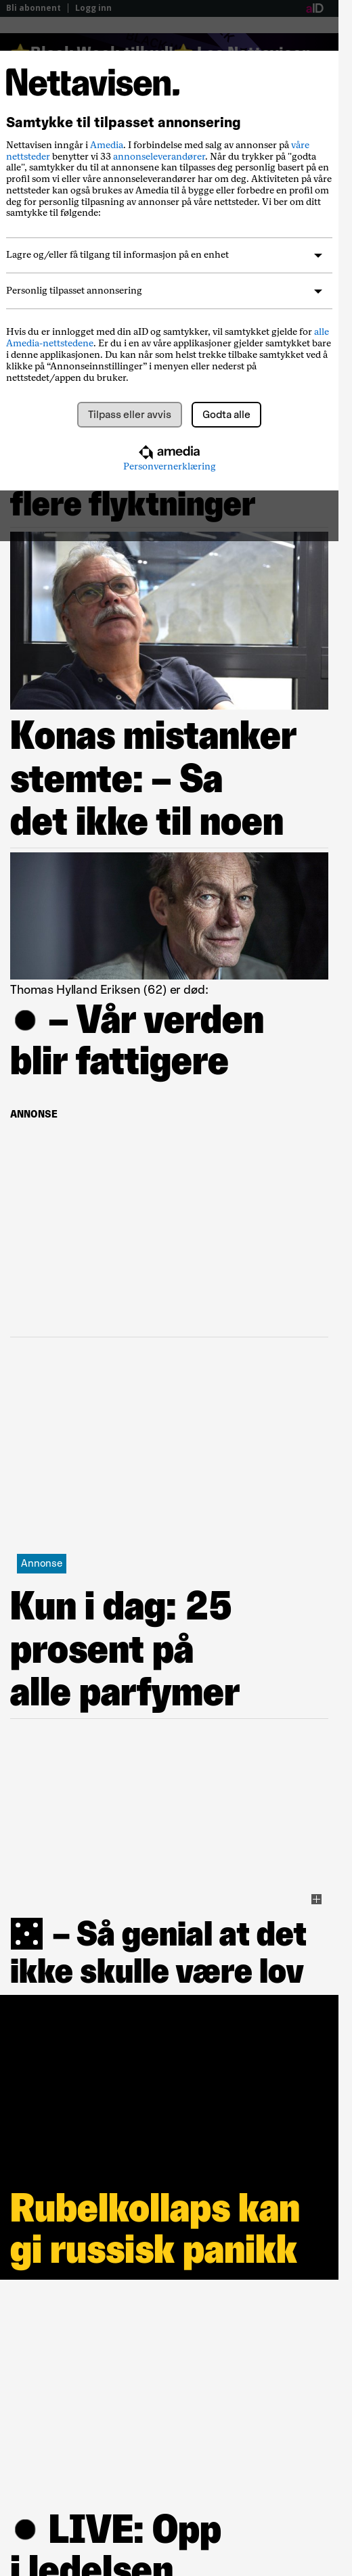 Bli abonnent | Logg inn
aID
Nettavisen.
Samtykke til tilpasset annonsering
Nettavisen inngår i Amedia. I forbindelse med salg av annonser på våre
nettsteder benytter vi 33 annonseleverandører. Når du trykker på "godta
alle", samtykker du til at annonsene kan tilpasses deg personlig basert på en
profil som vi eller våre annonseleverandører har om deg. Aktiviteten på våre
nettsteder kan også brukes av Amedia til å bygge eller forbedre en profil om
deg for personlig tilpasning av annonser på våre nettsteder. Vi ber om ditt
samtykke til følgende:
Lagre og/eller få tilgang til informasjon på en enhet
Personlig tilpasset annonsering
Hvis du er innlogget med din aID og samtykker, vil samtykket gjelde for alle
Amedia-nettstedene. Er du i en av våre applikasjoner gjelder samtykket bare
i denne applikasjonen. Du kan når som helst trekke tilbake samtykket ved å
klikke på “Annonseinnstillinger” i menyen eller nederst på
nettstedet/appen du bruker.
Tilpass eller avvis
Godta alle
amedia
Personvernerklæring
flere flyktninger
Konas mistanker
stemte: – Sa
det ikke til noen
Thomas Hylland Eriksen (62) er død:
– Vår verden
blir fattigere
ANNONSE
Annonse
Kun i dag: 25
prosent på
alle parfymer
– Så genial at det
ikke skulle være lov
Rubelkollaps kan
gi russisk panikk
LIVE: Opp
i ledelsen